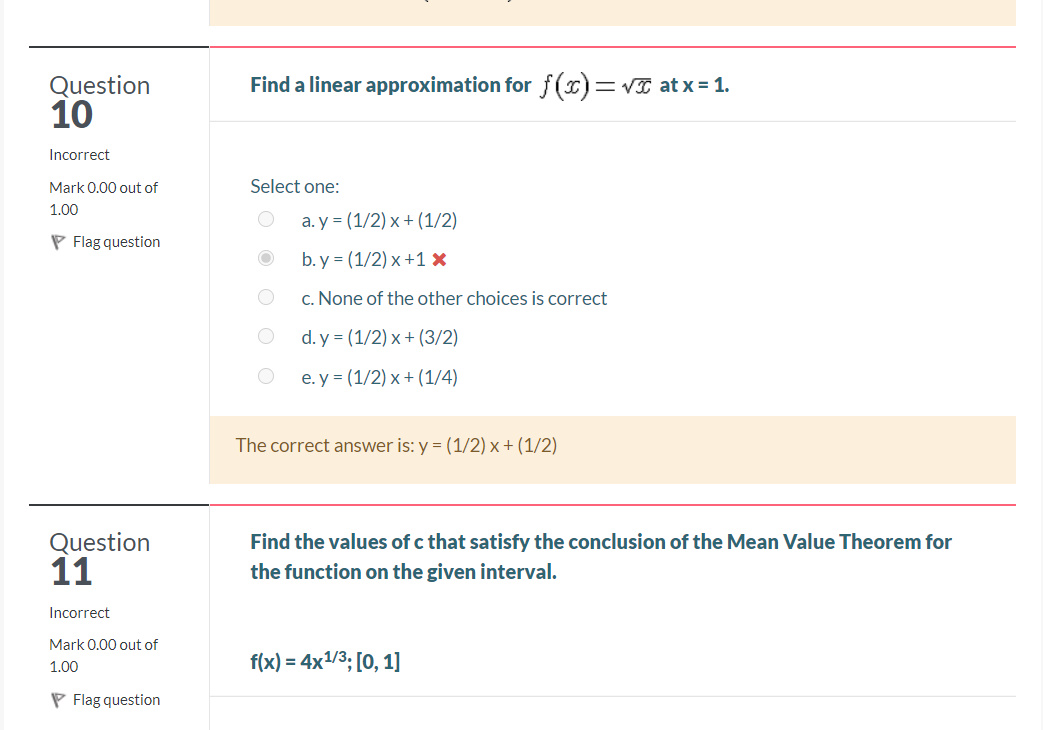 Question
10
Incorrect
Mark 0.00 out of
1.00
Flag question
Find a linear approximation for f(x)=√x at x = 1.
Select one:
a. y = (1/2) x + (1/2)
b. y = (1/2) x +1
c. None of the other choices is correct
d. y = (1/2) x + (3/2)
e. y = (1/2) x + (1/4)
The correct answer is: y = (1/2) x + (1/2)
Question
11
Incorrect
Mark 0.00 out of
1.00
Flag question
Find the values of c that satisfy the conclusion of the Mean Value Theorem for
the function on the given interval.
f(x) = 4x^1/3; [0, 1]